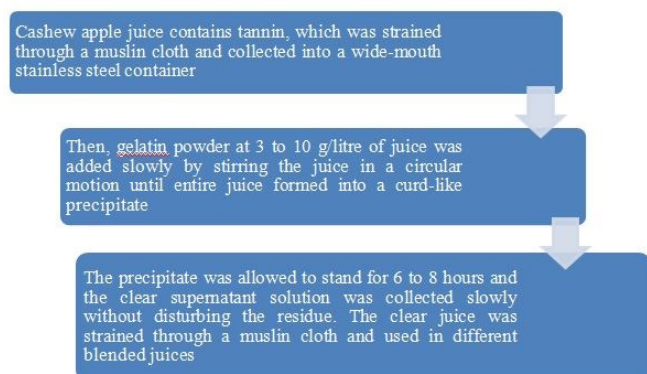 Cashew apple juice contains tannin, which was strained
through a muslin cloth and collected into a wide-mouth
stainless steel container
Then, gelatin powder at 3 to 10 g/litre of juice was
added slowly by stirring the juice in a circular
motion until entire juice formed into a curd-like
precipitate
The precipitate was allowed to stand for 6 to 8 hours and
the clear supernatant solution was collected slowly
without disturbing the residue. The clear juice was
strained through a muslin cloth and used in different
blended juices